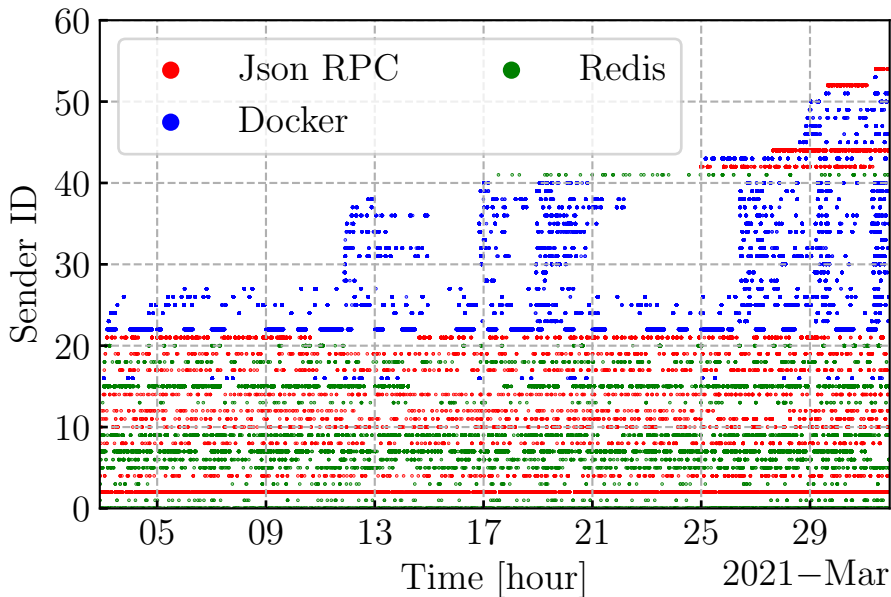 60
50
40
30
20
10
0
Sender ID
Json RPC
Redis
Docker
05 09 13 17 21 25 29
Time [hour]
2021−Mar